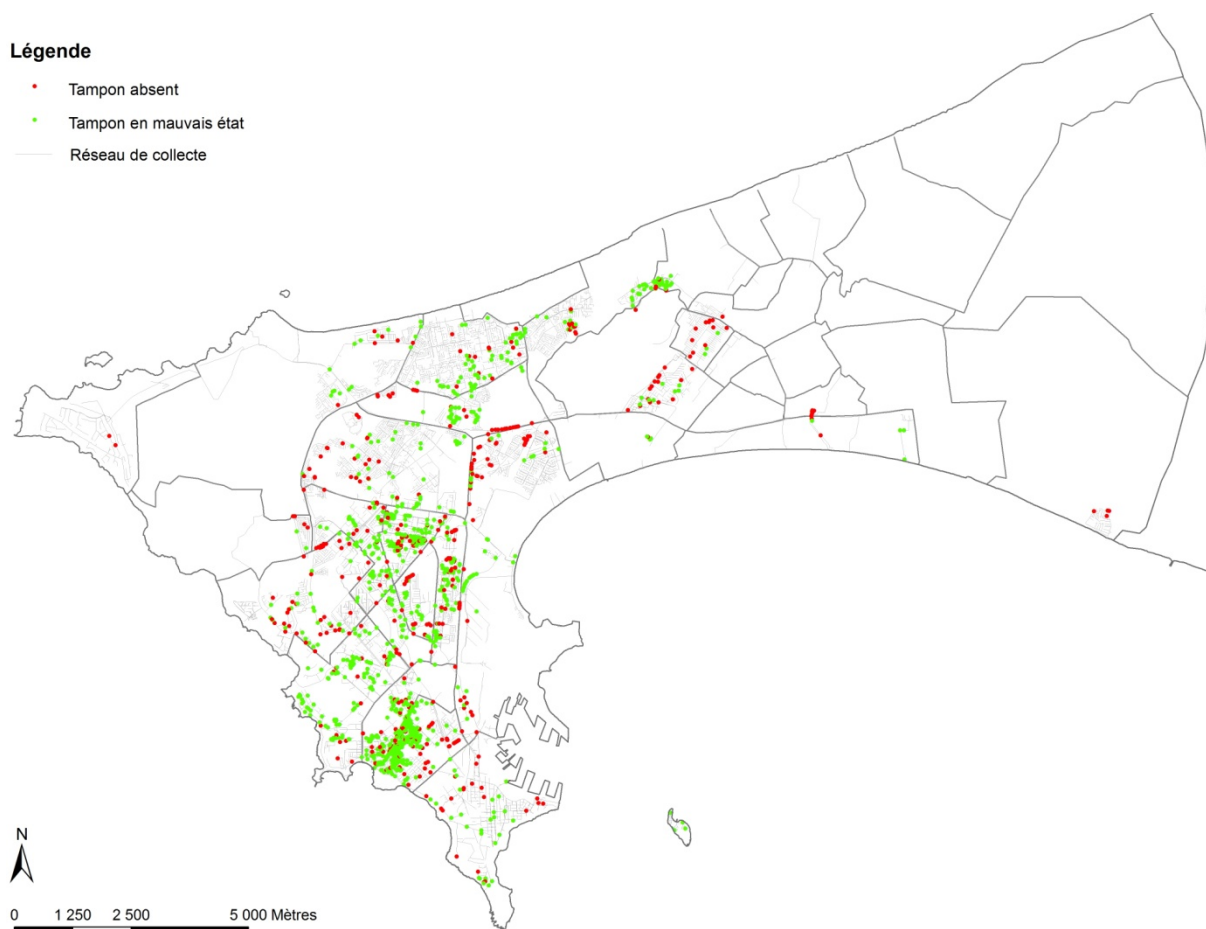 Légende
Tampon absent
Tampon en mauvais état
Réseau de collecte
N
0 1 250 2 500 5 000 Mètres